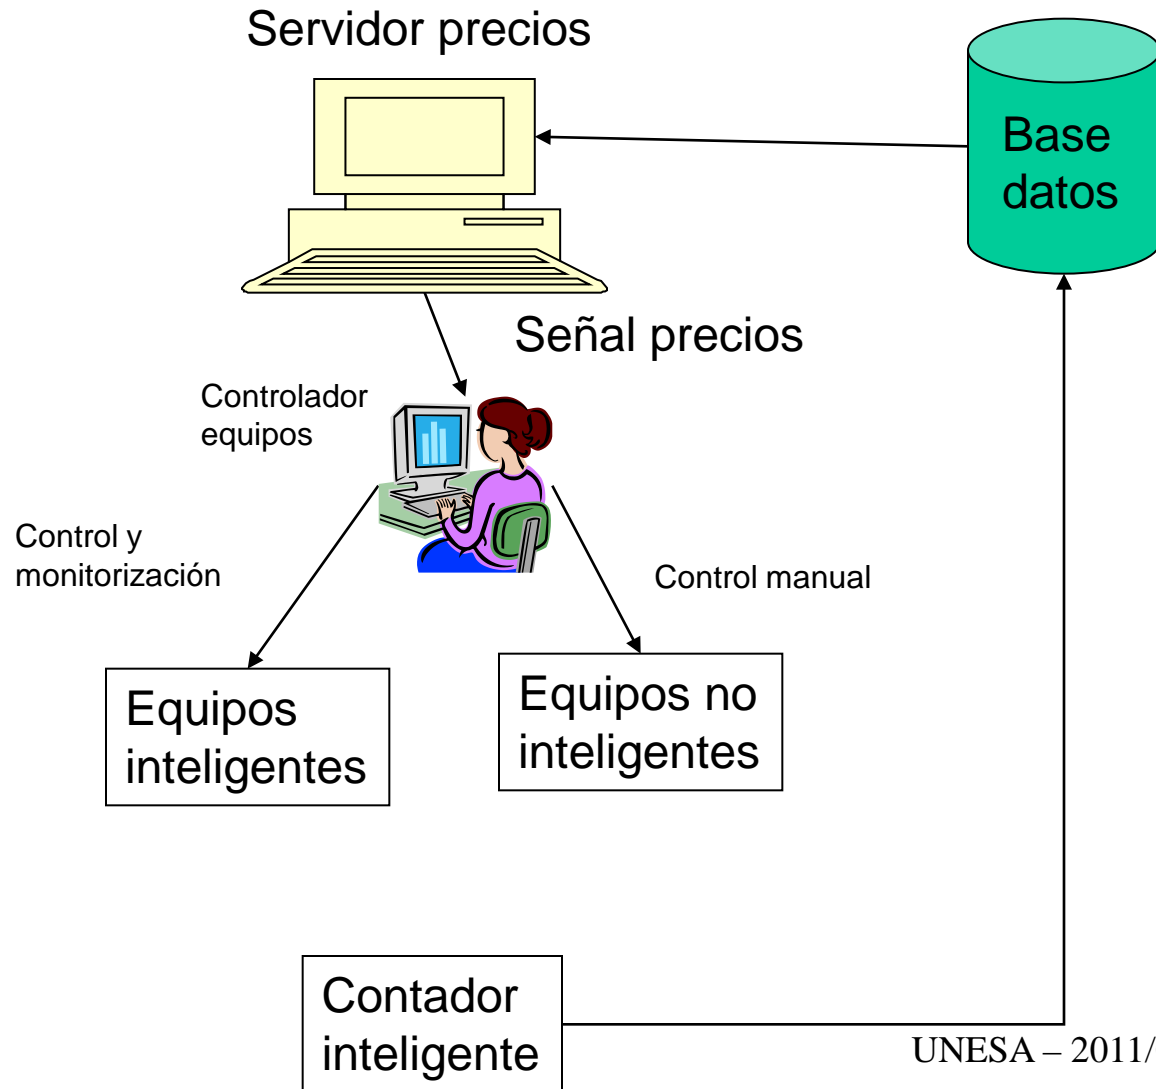 Servidor precios
Base
datos
Señal precios
Controlador
equipos
Control y
monitorización
Control manual
Equipos
inteligentes
Equipos no
inteligentes
Contador
inteligente
UNESA – 2011/